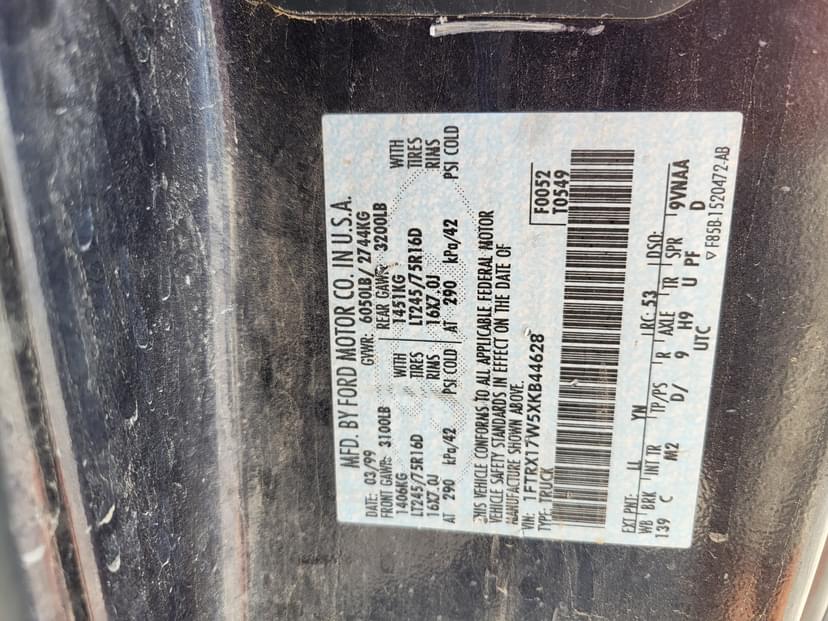 MFD. BY FORD MOTOR CO. IN U.S.A.
DATE: 03/99 GVWR: 6050LB/ 2744KG
FRONT GAWR: 3100LB REAR GAWR: 3200LB
1406KG WITH 1451KG WITH
LT245/75R16D TIRES LT245/75R16D TIRES
16X7.0J RIMS 16X7.0J RIMS
AT 290 kPa/42 PSI COLD AT 290 kPa/42 PSI COLD
THIS VEHICLE CONFORMS TO ALL APPLICABLE FEDERAL MOTOR
VEHICLE SAFETY STANDARDS IN EFFECT ON THE DATE OF
MANUFACTURE SHOWN ABOVE.
VIN: 1FTRX17W5XKB44628 F0052
TYPE: TRUCK T0549
EXT PNT: LL YN RC: 53 DSO:
WB BRK INT TR TP/PS R AXLE TR SPR 9VNAA
139 C M2 D/ 9 H9 U PF D
UTC ▽ F85B-1520472-AB